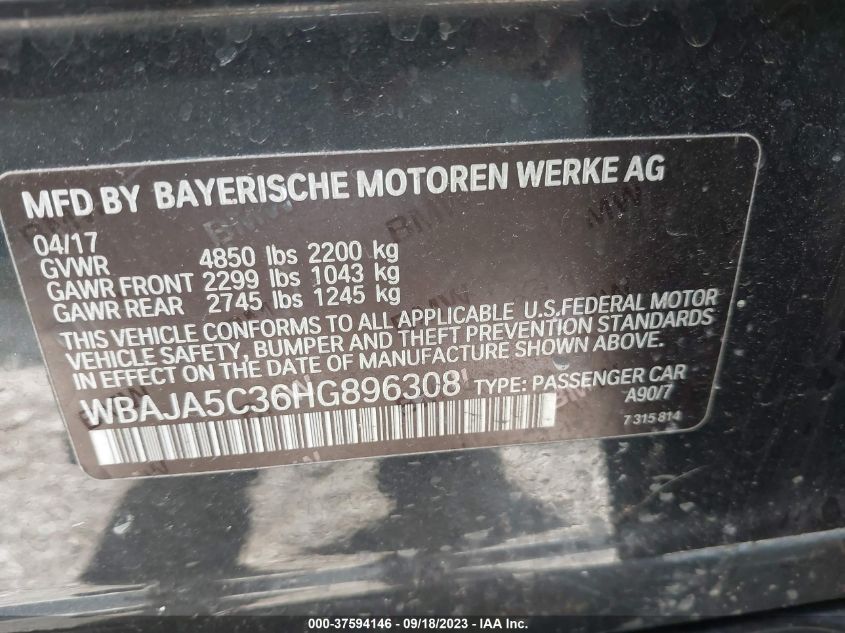 MFD BY BAYERISCHE MOTOREN WERKE AG
04/17
GVWR 4850 lbs 2200 kg
GAWR FRONT 2299 lbs 1043 kg
GAWR REAR 2745 lbs 1245 kg
THIS VEHICLE CONFORMS TO ALL APPLICABLE U.S.FEDERAL MOTOR
VEHICLE SAFETY, BUMPER AND THEFT PREVENTION STANDARDS
IN EFFECT ON THE DATE OF MANUFACTURE SHOWN ABOVE.
WBAJA5C36HG896308 TYPE: PASSENGER CAR
A90/7
7 315 814
000-37594146 - 09/18/2023 - IAA Inc.